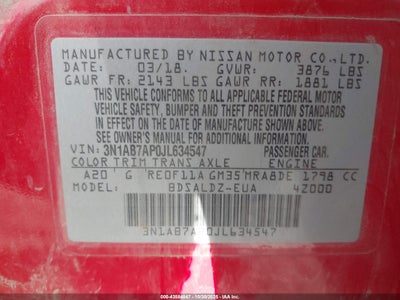 MANUFACTURED BY NISSAN MOTOR CO.,LTD.
DATE: 03/18. GVWR: 3876 LBS
GAWR FR: 2143 LBS GAWR RR: 1881 LBS
THIS VEHICLE CONFORMS TO ALL
APPLICABLE FEDERAL MOTOR
VEHICLE SAFETY, BUMPER AND
THEFT PREVENTION STANDARDS
IN EFFECT ON THE DATE OF
MANUFACTURE SHOWN ABOVE.
SEE OWNER'S MANUAL FOR ADDITIONAL INFORMATION
VIN: 3N1AB7AP0JL634547 PASSENGER CAR
COLOR TRIM TRANS AXLE ENGINE
A20 G RE0F11A GM35 MRA8DE 1798 CC
MODEL: BDSALDZ-EUA 4Z000
3N1AB7AP0JL634547